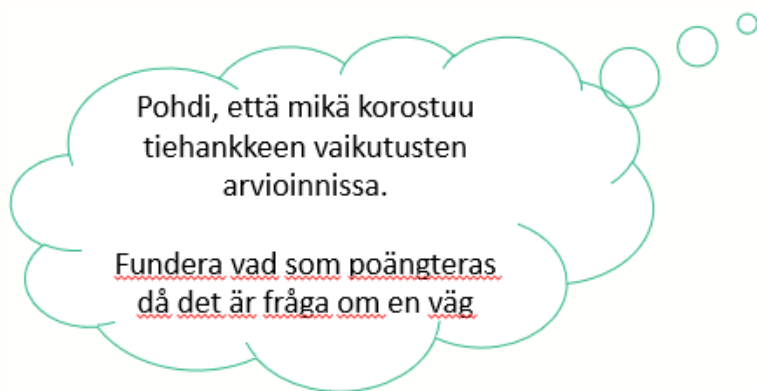 Pohdi, että mikä korostuu
tiehankkeen vaikutusten
arvioinnissa.
Fundera vad som poängteras
då det är fråga om en väg